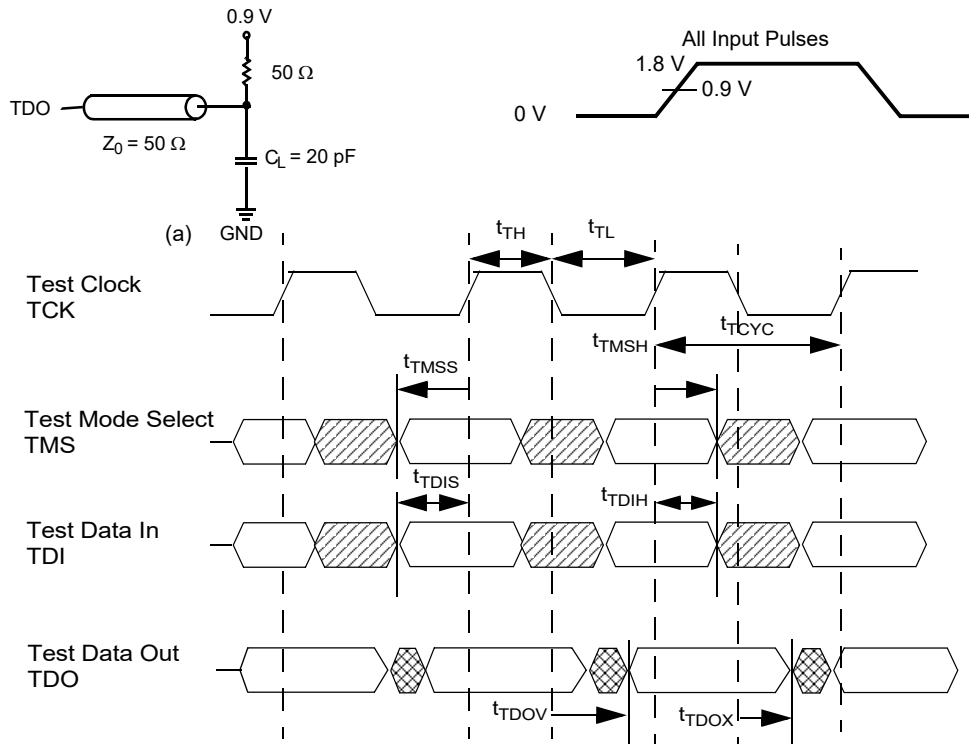 0.9 V
50 Ω
TDO
Z0 = 50 Ω
CL = 20 pF
(a) GND
All Input Pulses
1.8 V
0.9 V
0 V
tTH
tTL
Test Clock
TCK
tTCYC
tTMSH
tTMSS
Test Mode Select
TMS
tTDIS
tTDIH
Test Data In
TDI
Test Data Out
TDO
tTDOV
tTDOX